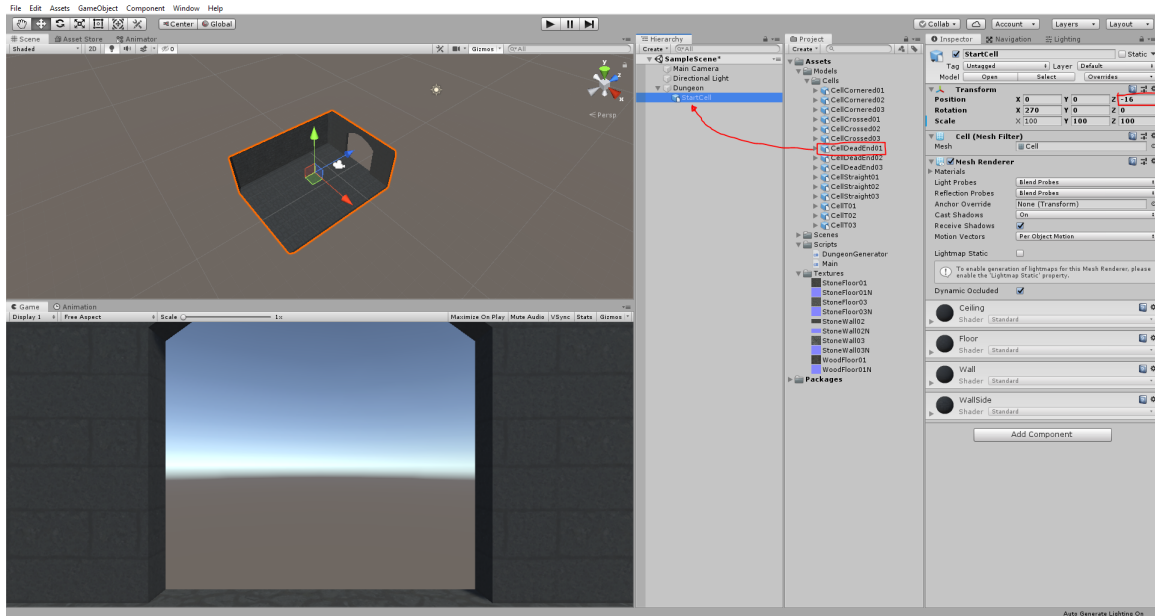 File Edit Assets GameObject Component Window Help
Center Global
Collab Account Layers Layout
Scene Asset Store Animator
Shaded 2D 0 Gizmos All
y
z
x
Persp
Game Animation
Display 1 Free Aspect Scale 1x Maximize On Play Mute Audio VSync Stats Gizmos
Hierarchy
Create All
SampleScene*
Main Camera
Directional Light
Dungeon
StartCell
Project
Create
Assets
Models
Cells
CellCornered01
CellCornered02
CellCornered03
CellCrossed01
CellCrossed02
CellCrossed03
CellDeadEnd01
CellDeadEnd02
CellDeadEnd03
CellStraight01
CellStraight02
CellStraight03
CellT01
CellT02
CellT03
Scenes
Scripts
DungeonGenerator
Main
Textures
StoneFloor01
StoneFloor01N
StoneFloor03
StoneFloor03N
StoneWall02
StoneWall02N
StoneWall03
StoneWall03N
WoodFloor01
WoodFloor01N
Packages
Inspector Navigation Lighting
StartCell Static
Tag Untagged Layer Default
Model Open Select Overrides
Transform
Position X 0 Y 0 Z -16
Rotation X 270 Y 0 Z 0
Scale X 100 Y 100 Z 100
Cell (Mesh Filter)
Mesh Cell
Mesh Renderer
Materials
Light Probes Blend Probes
Reflection Probes Blend Probes
Anchor Override None (Transform)
Cast Shadows On
Receive Shadows
Motion Vectors Per Object Motion
Lightmap Static
To enable generation of lightmaps for this Mesh Renderer, please
enable the 'Lightmap Static' property.
Dynamic Occluded
Ceiling
Shader Standard
Floor
Shader Standard
Wall
Shader Standard
WallSide
Shader Standard
Add Component
Auto Generate Lighting On